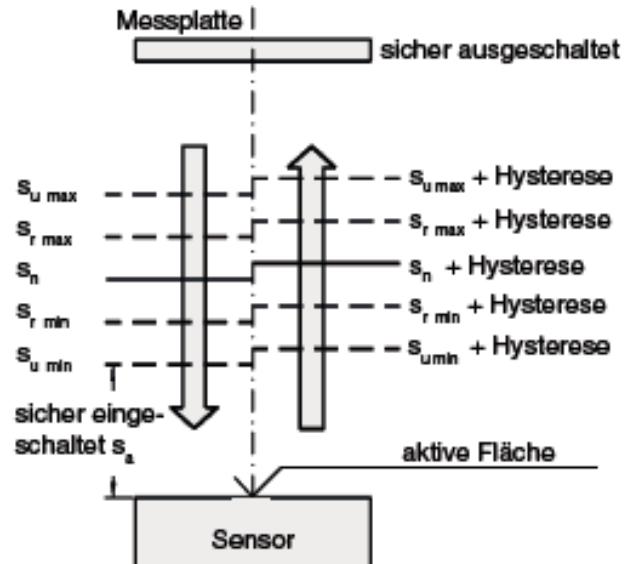 Messplatte
sicher ausgeschaltet
s_u max
s_r max
s_n
s_r min
s_u min
s_u max + Hysterese
s_r max + Hysterese
s_n + Hysterese
s_r min + Hysterese
s_u min + Hysterese
sicher einge-
schaltet s_a
aktive Fläche
Sensor